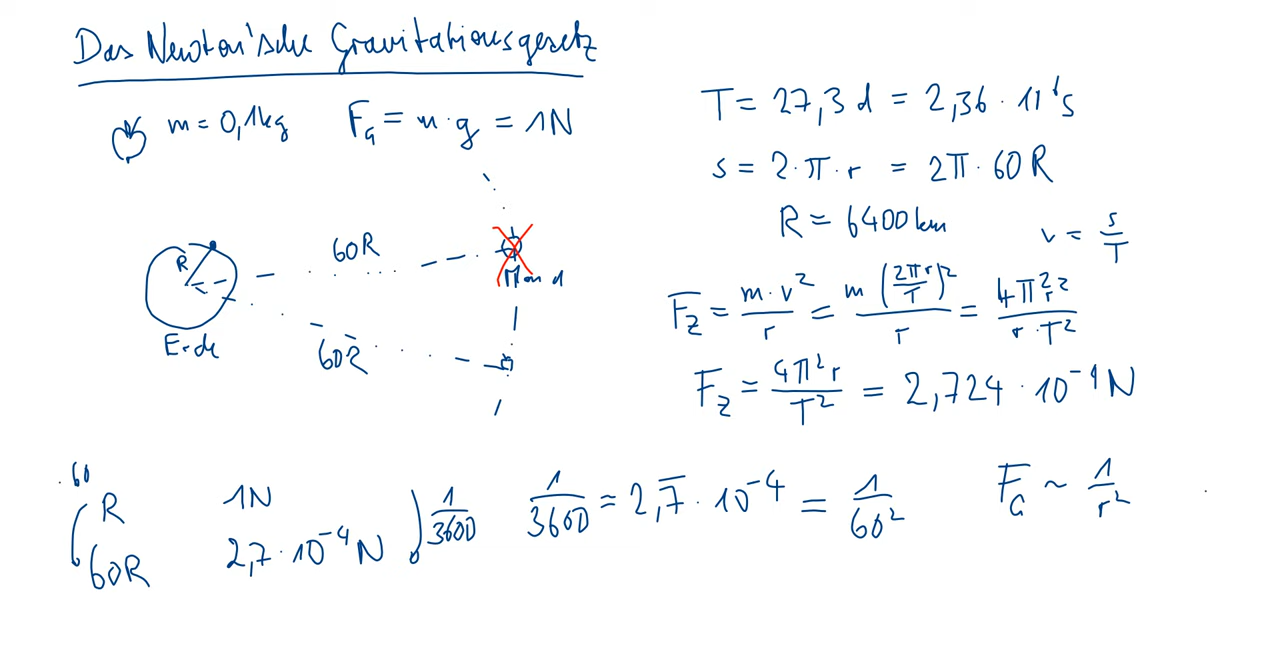 Das Newton'sche Gravitationsgesetz
m = 0,1kg F_G = m · g = 1N
T = 27,3 d = 2,36 · 10⁶ s
s = 2 · π · r = 2π · 60R
R = 6400 km
v = s/T
R
60R
Mond
Erde
60R
F_Z = m · v²/r = m (2πr/T)²/r = 4π²r²/r · T²
F_Z = 4π²r/T² = 2,724 · 10⁻⁴ N
· 60
R 1N
60R 2,7 · 10⁻⁴ N
1/3600
1/3600 = 2,7̅ · 10⁻⁴ = 1/60²
F_G ~ 1/r²